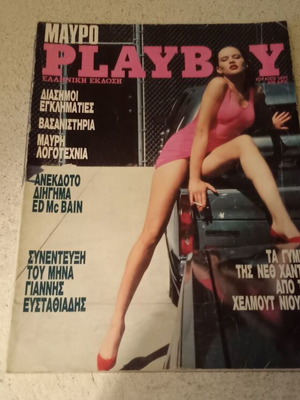 ΜΑΥΡΟ
PLAYBOY
ΕΛΛΗΝΙΚΗ ΕΚΔΟΣΗ
ΔΙΑΣΗΜΟΙ
ΕΓΚΛΗΜΑΤΙΕΣ
ΒΑΣΑΝΙΣΤΗΡΙΑ
ΜΑΥΡΗ
ΛΟΓΟΤΕΧΝΙΑ
ΑΝΕΚΔΟΤΟ
ΔΙΗΓΗΜΑ
ED Mc BAIN
ΣΥΝΕΝΤΕΥΞΗ
ΤΟΥ ΜΗΝΑ
ΓΙΑΝΝΗΣ
ΕΥΣΤΑΘΙΑΔΗΣ
ΤΑ ΓΥΜ
ΤΗΣ ΝΕΘ ΧΑΝΤ
ΑΠΟ Τ
ΧΕΛΜΟΥΤ ΝΙΟΥ